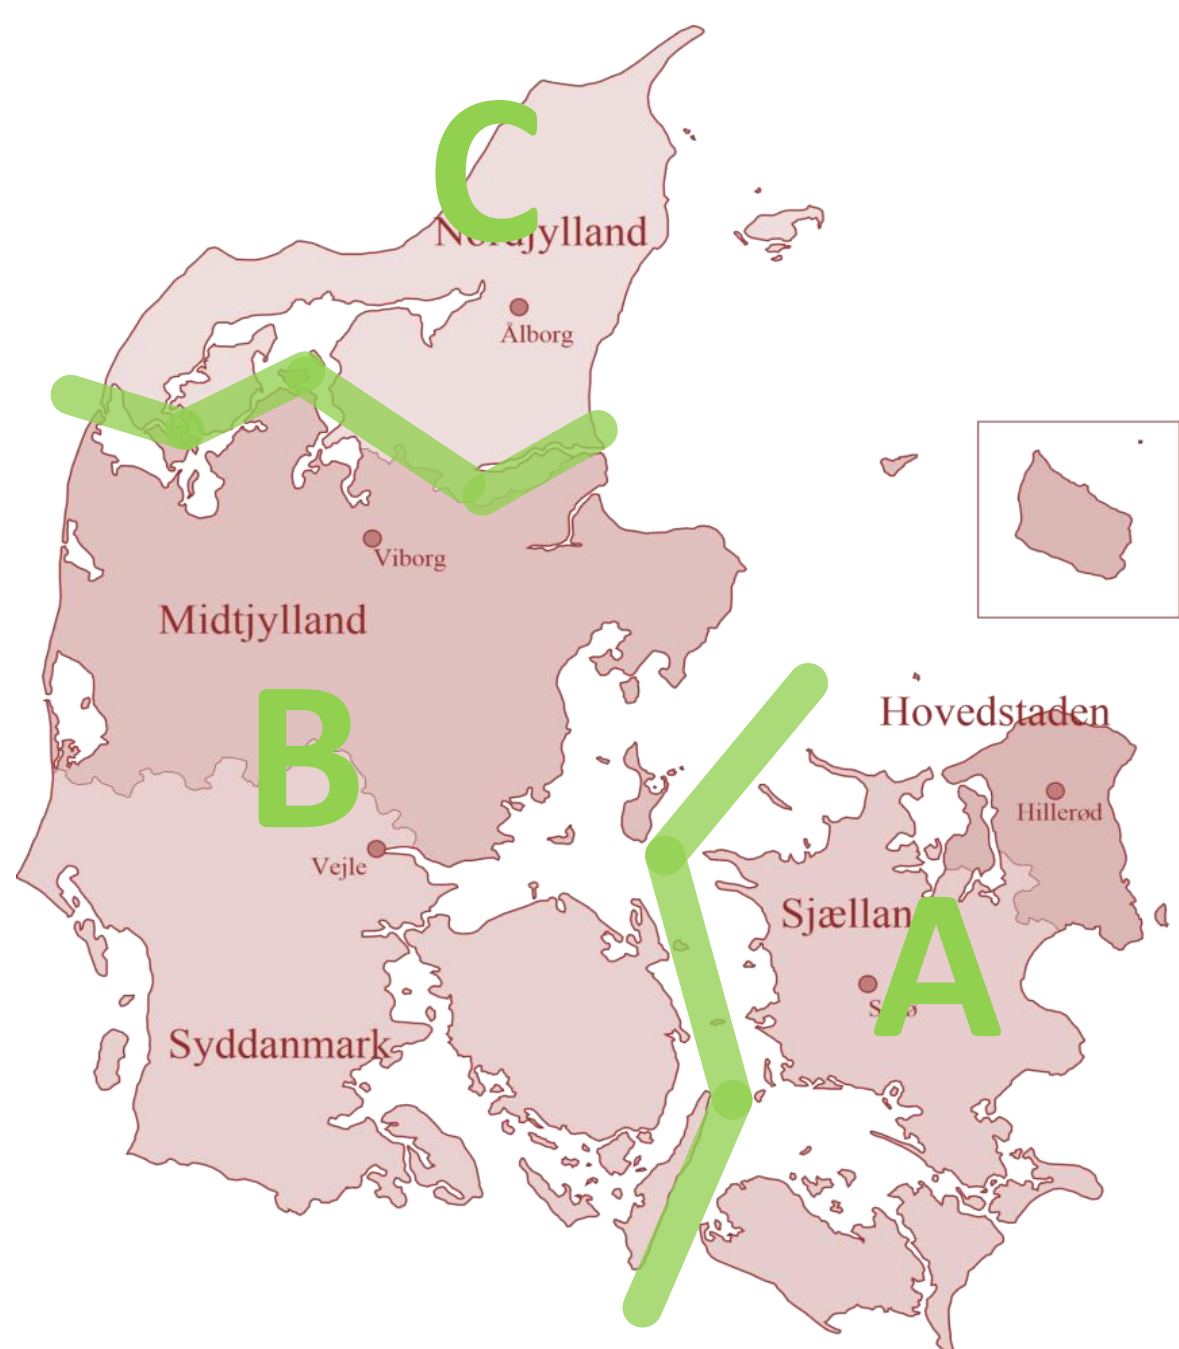 C
Nordjylland
Ålborg
Viborg
Midtjylland
Hovedstaden
B
Hillerød
Vejle
Sjællan
A
Syddanmark